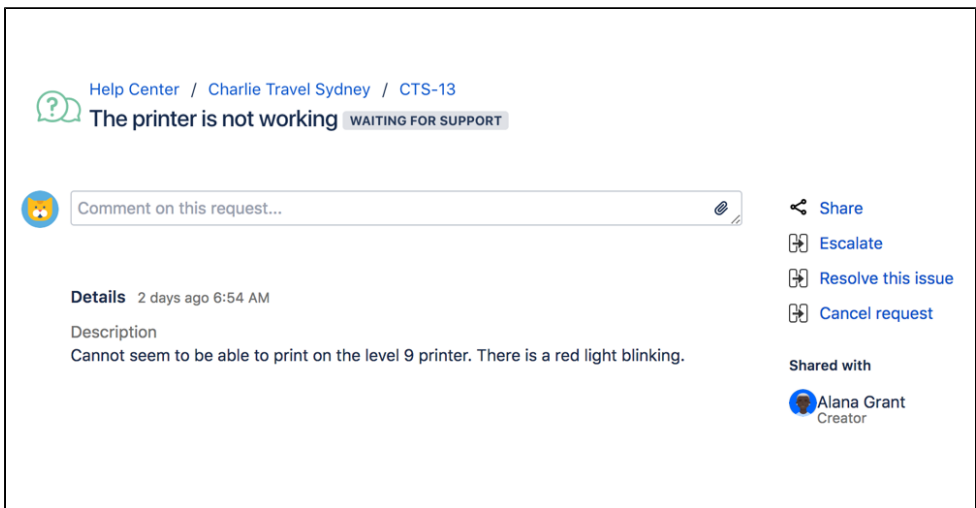 Help Center / Charlie Travel Sydney / CTS-13
The printer is not working WAITING FOR SUPPORT
Comment on this request...
Share
Escalate
Resolve this issue
Cancel request
Details 2 days ago 6:54 AM
Description
Cannot seem to be able to print on the level 9 printer. There is a red light blinking.
Shared with
Alana Grant
Creator